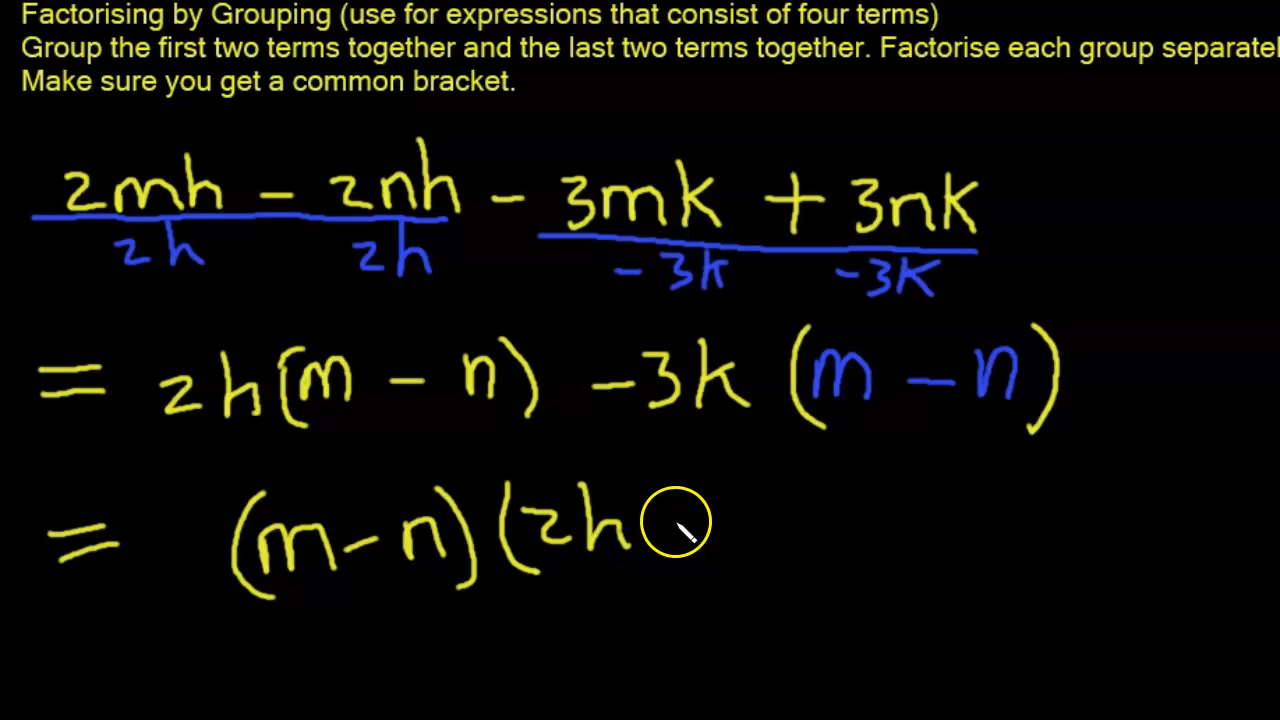 Factorising by Grouping (use for expressions that consist of four terms)
Group the first two terms together and the last two terms together. Factorise each group separatel
Make sure you get a common bracket.
2mh - 2nh - 3mk + 3nk
2h 2h -3k -3K
= 2h(m - n) -3k (m - n)
= (m-n)(2h